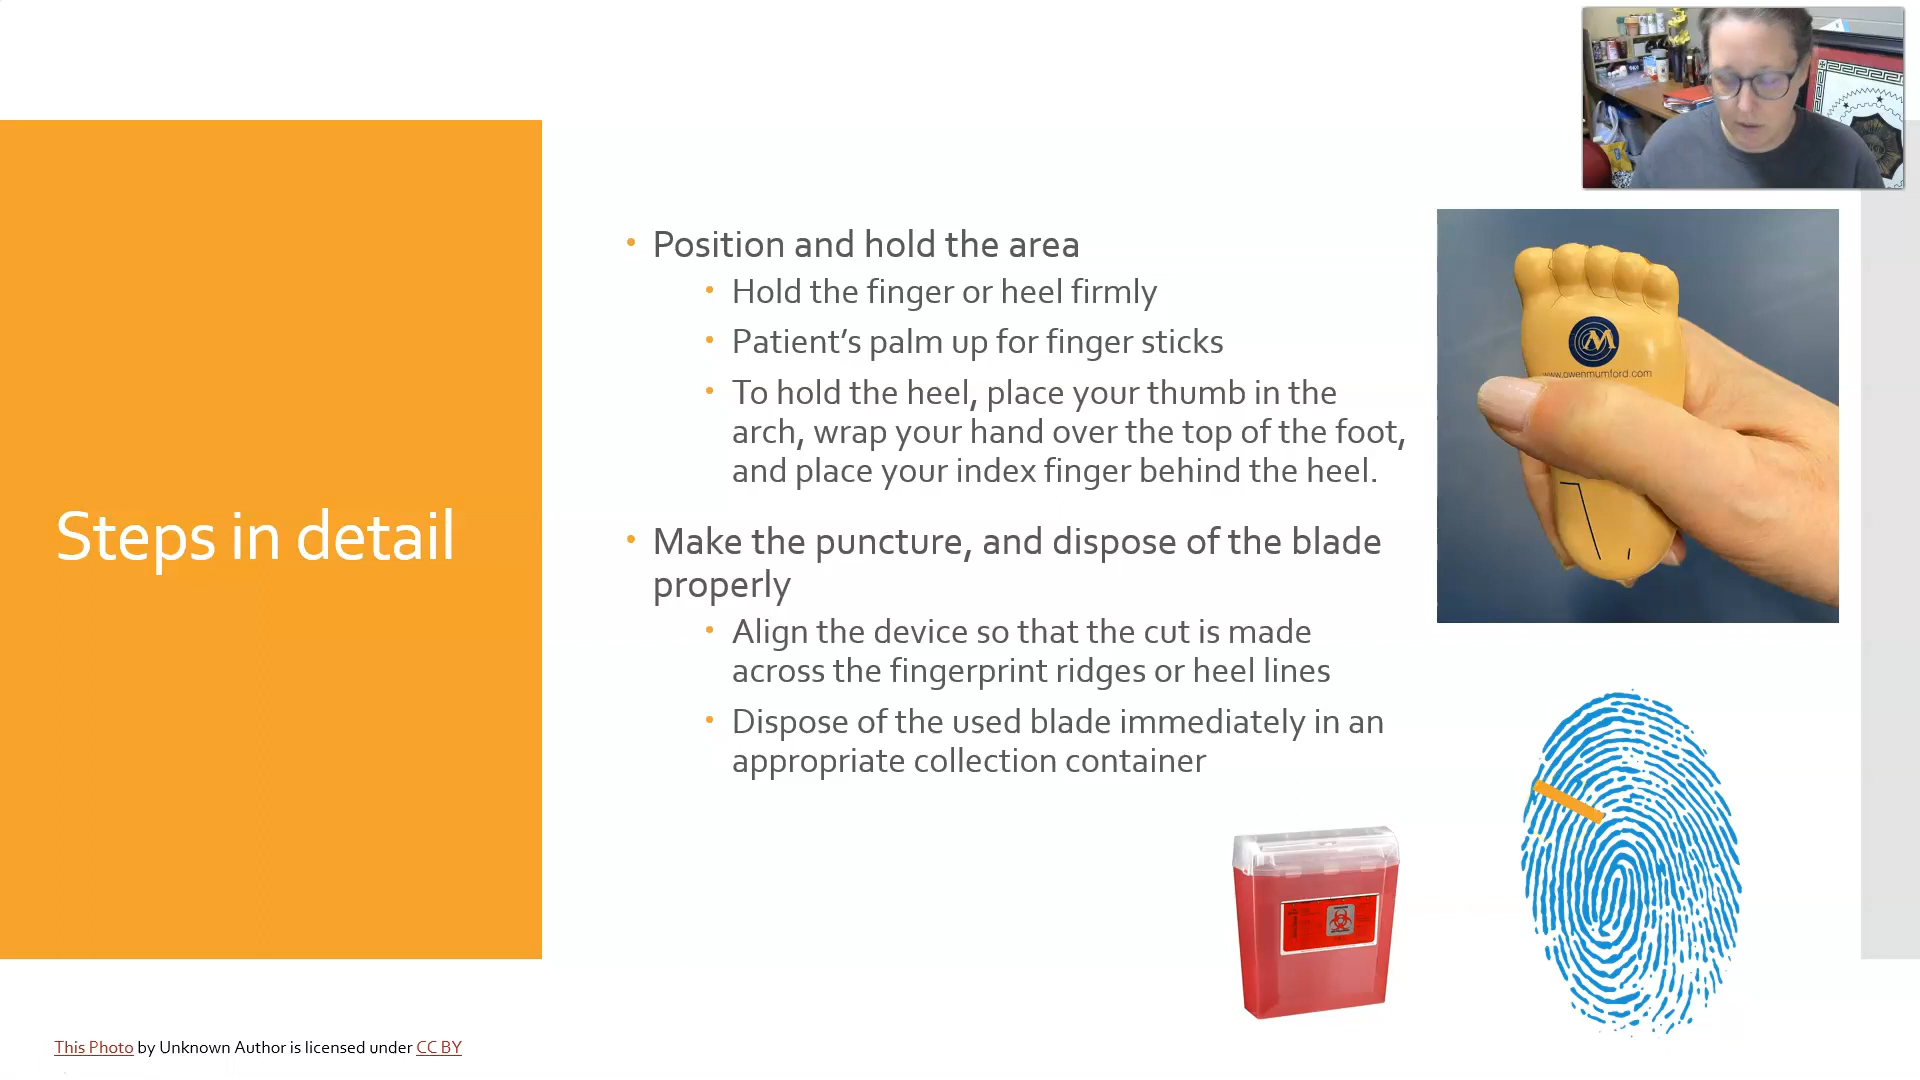 Steps in detail
• Position and hold the area
• Hold the finger or heel firmly
• Patient's palm up for finger sticks
• To hold the heel, place your thumb in the
arch, wrap your hand over the top of the foot,
and place your index finger behind the heel.
• Make the puncture, and dispose of the blade
properly
• Align the device so that the cut is made
across the fingerprint ridges or heel lines
• Dispose of the used blade immediately in an
appropriate collection container
M
www.owenmumford.com
This Photo by Unknown Author is licensed under CC BY